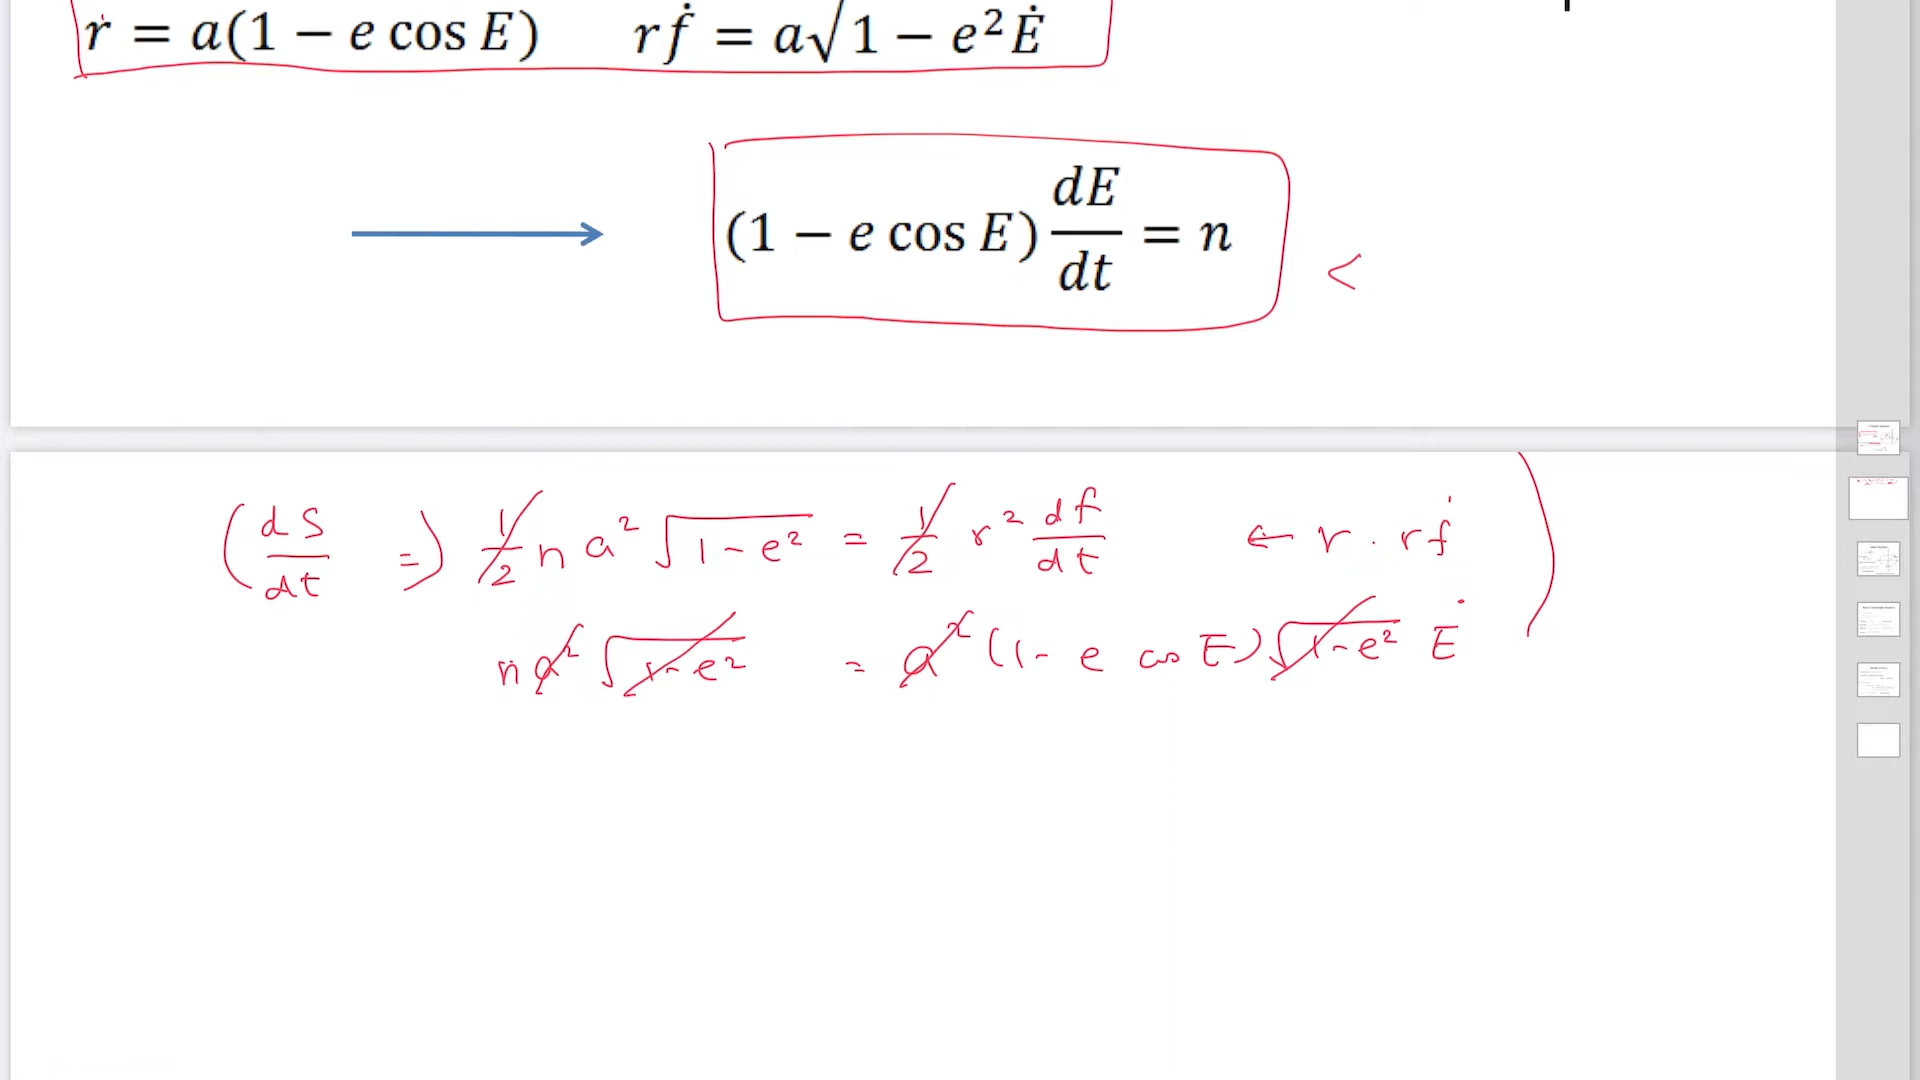 r = a(1 − e cos E)   rḟ = a√1 − e² Ė
(1 − e cos E) dE/dt = n <
(dS/dt =) 1/2 n a² √1 − e² = 1/2 r² df/dt ← r . rḟ
n a² √1 − e² = a² (1 − e cos E) √1 − e² Ė